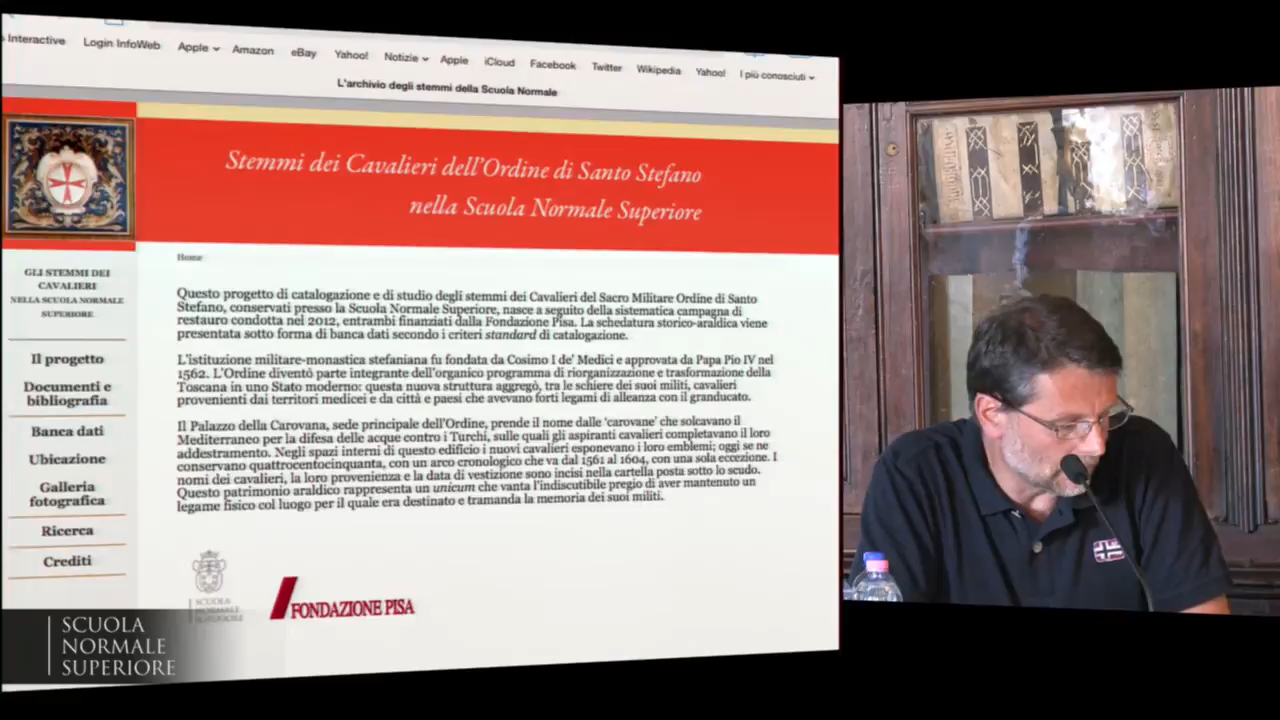 Interactive Login InfoWeb Apple Amazon eBay Yahoo! Notizie Apple iCloud Facebook Twitter Wikipedia Yahoo! I più conosciuti
L'archivio degli stemmi della Scuola Normale
Stemmi dei Cavalieri dell'Ordine di Santo Stefano
nella Scuola Normale Superiore
GLI STEMMI DEI
CAVALIERI
NELLA SCUOLA NORMALE
SUPERIORE
Il progetto
Documenti e
bibliografia
Banca dati
Ubicazione
Galleria
fotografica
Ricerca
Crediti
Home
Questo progetto di catalogazione e di studio degli stemmi dei Cavalieri del Sacro Militare Ordine di Santo
Stefano, conservati presso la Scuola Normale Superiore, nasce a seguito della sistematica campagna di
restauro condotta nel 2012, entrambi finanziati dalla Fondazione Pisa. La schedatura storico-araldica viene
presentata sotto forma di banca dati secondo i criteri standard di catalogazione.
L'istituzione militare-monastica stefaniana fu fondata da Cosimo I de' Medici e approvata da Papa Pio IV nel
1562. L'Ordine diventò parte integrante dell'organico programma di riorganizzazione e trasformazione della
Toscana in uno Stato moderno: questa nuova struttura aggregò, tra le schiere dei suoi militi, cavalieri
provenienti dai territori medicei e da città e paesi che avevano forti legami di alleanza con il granducato.
Il Palazzo della Carovana, sede principale dell'Ordine, prende il nome dalle 'carovane' che solcavano il
Mediterraneo per la difesa delle acque contro i Turchi, sulle quali gli aspiranti cavalieri completavano il loro
addestramento. Negli spazi interni di questo edificio i nuovi cavalieri esponevano i loro emblemi; oggi se ne
conservano quattrocentocinquanta, con un arco cronologico che va dal 1561 al 1604, con una sola eccezione. I
nomi dei cavalieri, la loro provenienza e la data di vestizione sono incisi nella cartella posta sotto lo scudo.
Questo patrimonio araldico rappresenta un unicum che vanta l'indiscutibile pregio di aver mantenuto un
legame fisico col luogo per il quale era destinato e tramanda la memoria dei suoi militi.
SCUOLA
NORMALE
SUPERIORE
FONDAZIONE PISA
SCUOLA
NORMALE
SUPERIORE